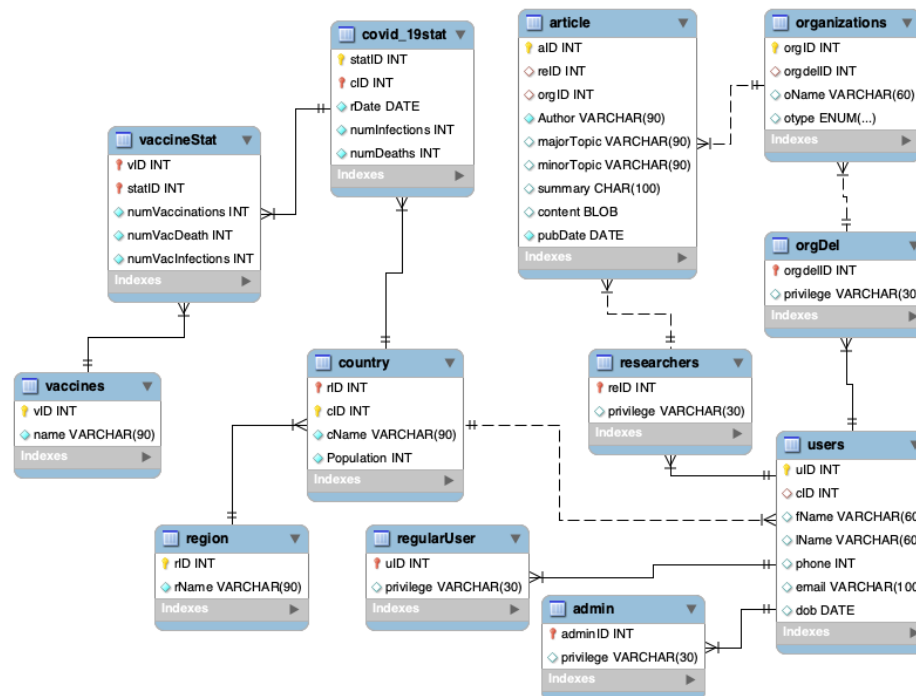 covid_19stat
statID INT
cID INT
rDate DATE
numInfections INT
numDeaths INT
Indexes
article
aID INT
reID INT
orgID INT
Author VARCHAR(90)
majorTopic VARCHAR(90)
minorTopic VARCHAR(90)
summary CHAR(100)
content BLOB
pubDate DATE
Indexes
organizations
orgID INT
orgdelID INT
oName VARCHAR(60)
otype ENUM(...)
Indexes
vaccineStat
vID INT
statID INT
numVaccinations INT
numVacDeath INT
numVacInfections INT
Indexes
orgDel
orgdelID INT
privilege VARCHAR(30
Indexes
vaccines
vID INT
name VARCHAR(90)
Indexes
country
rID INT
cID INT
cName VARCHAR(90)
Population INT
Indexes
researchers
reID INT
privilege VARCHAR(30)
Indexes
users
uID INT
cID INT
fName VARCHAR(60
lName VARCHAR(60
phone INT
email VARCHAR(100
dob DATE
Indexes
region
rID INT
rName VARCHAR(90)
Indexes
regularUser
uID INT
privilege VARCHAR(30)
Indexes
admin
adminID INT
privilege VARCHAR(30)
Indexes